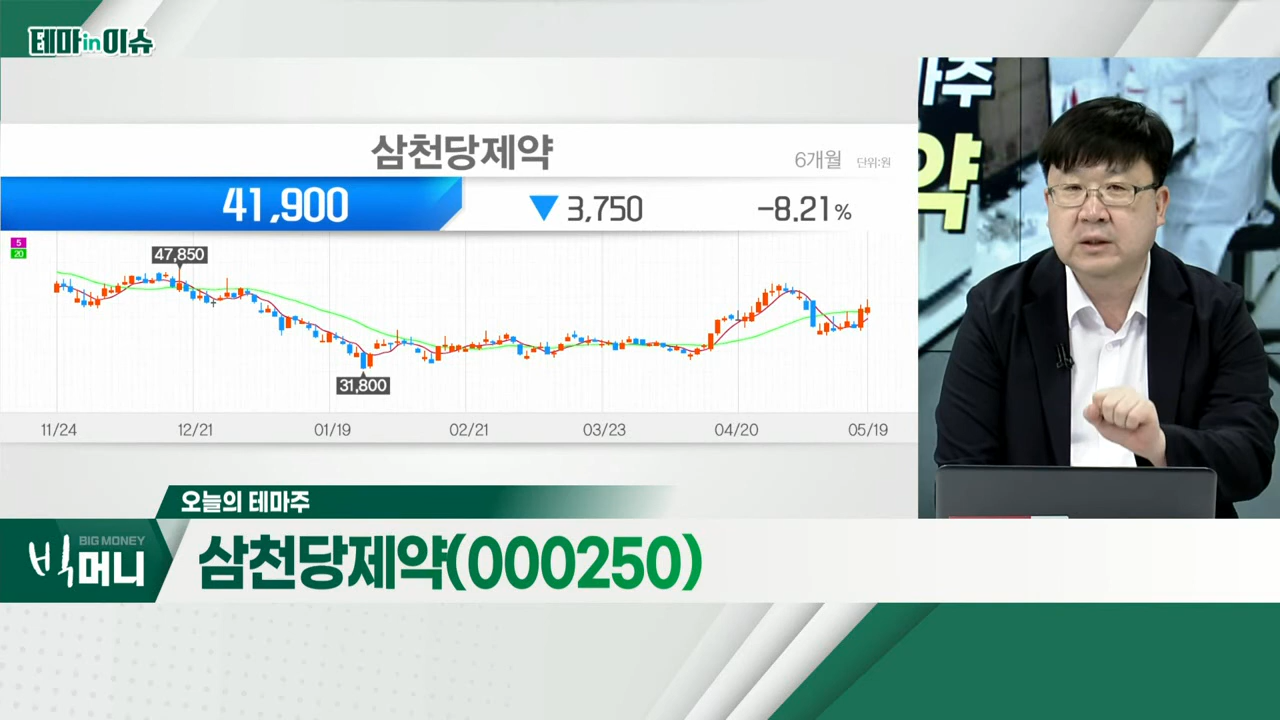 테마in이슈
아주
약
삼천당제약
6개월 단위:원
41,900 ▼ 3,750 -8.21%
5
20
47,850
31,800
11/24 12/21 01/19 02/21 03/23 04/20 05/19
오늘의 테마주
BIG MONEY
빅머니
삼천당제약(000250)